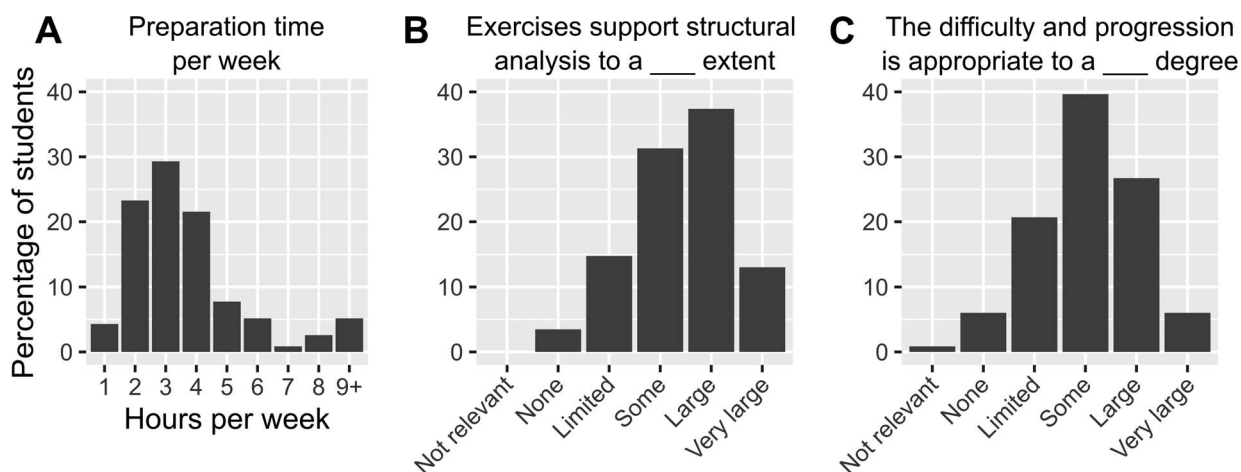 A
Preparation time
per week
Percentage of students
40
30
20
10
0
1 2 3 4 5 6 7 8 9+
Hours per week
B
Exercises support structural
analysis to a ___ extent
40
30
20
10
0
Not relevant
None
Limited
Some
Large
Very large
C
The difficulty and progression
is appropriate to a ___ degree
40
30
20
10
0
Not relevant
None
Limited
Some
Large
Very large